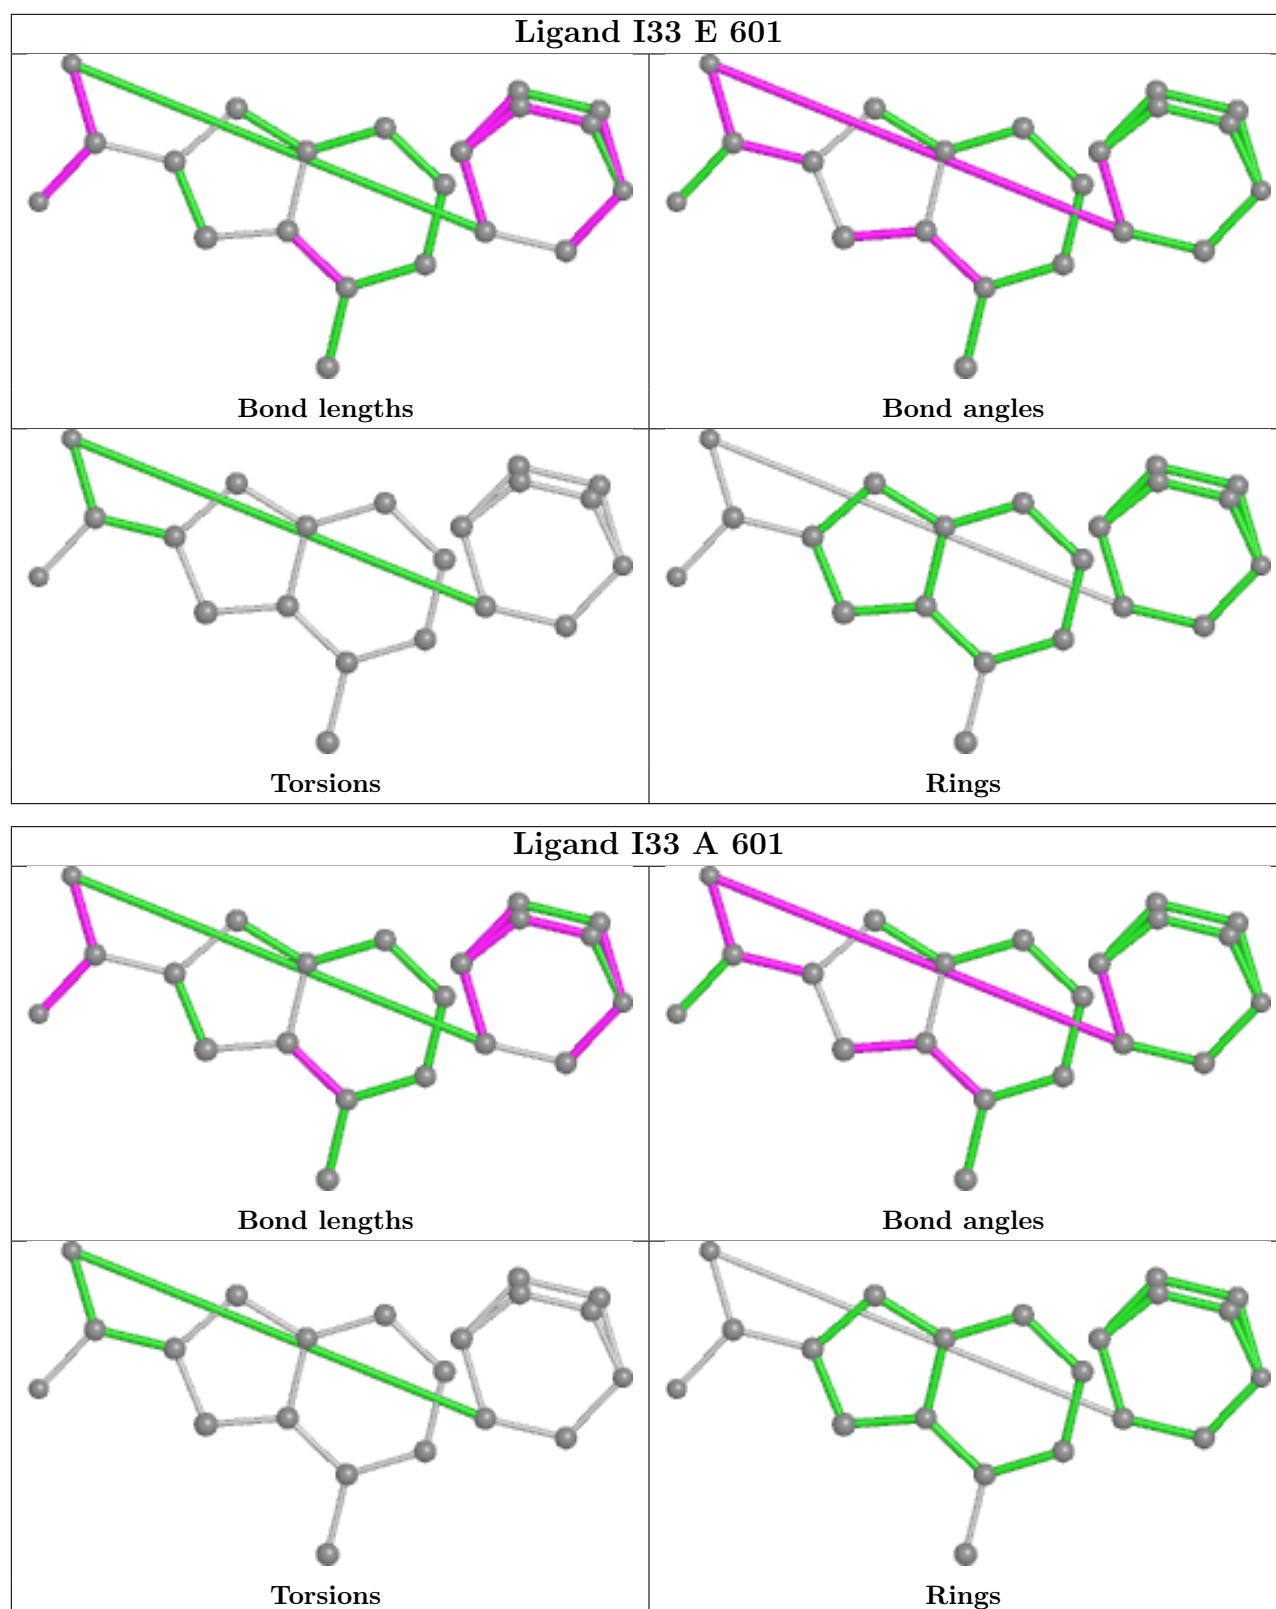 Ligand I33 E 601
Bond lengths
Bond angles
Torsions
Rings
Ligand I33 A 601
Bond lengths
Bond angles
Torsions
Rings